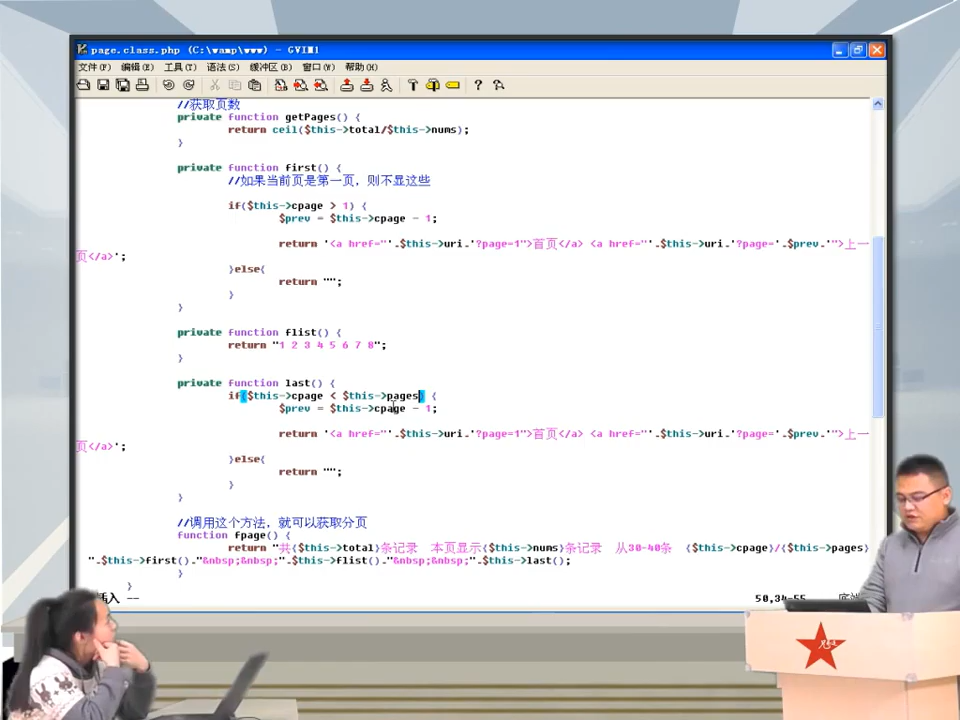 page.class.php (C:\wamp\www) - GVIM1
文件(F) 编辑(E) 工具(T) 语法(S) 缓冲区(B) 窗口(W) 帮助(H)
//获取页数
private function getPages() {
return ceil($this->total/$this->nums);
}
private function first() {
//如果当前页是第一页, 则不显这些
if($this->cpage > 1) {
$prev = $this->cpage - 1;
return '<a href="'.$this->uri.'?page=1">首页</a> <a href="'.$this->uri.'?page='.$prev.'">上一
页</a>';
}else{
return "";
}
}
private function flist() {
return "1 2 3 4 5 6 7 8";
}
private function last() {
if($this->cpage < $this->pages) {
$prev = $this->cpage - 1;
return '<a href="'.$this->uri.'?page=1">首页</a> <a href="'.$this->uri.'?page='.$prev.'">上一
页</a>';
}else{
return "";
}
}
//调用这个方法, 就可以获取分页
function fpage() {
return "共{$this->total}条记录 本页显示{$this->nums}条记录 从30-40条 {$this->cpage}/{$this->pages}
".$this->first()."&nbsp;&nbsp;".$this->flist()."&nbsp;&nbsp;".$this->last();
}
}
插入 -- 50,34-55